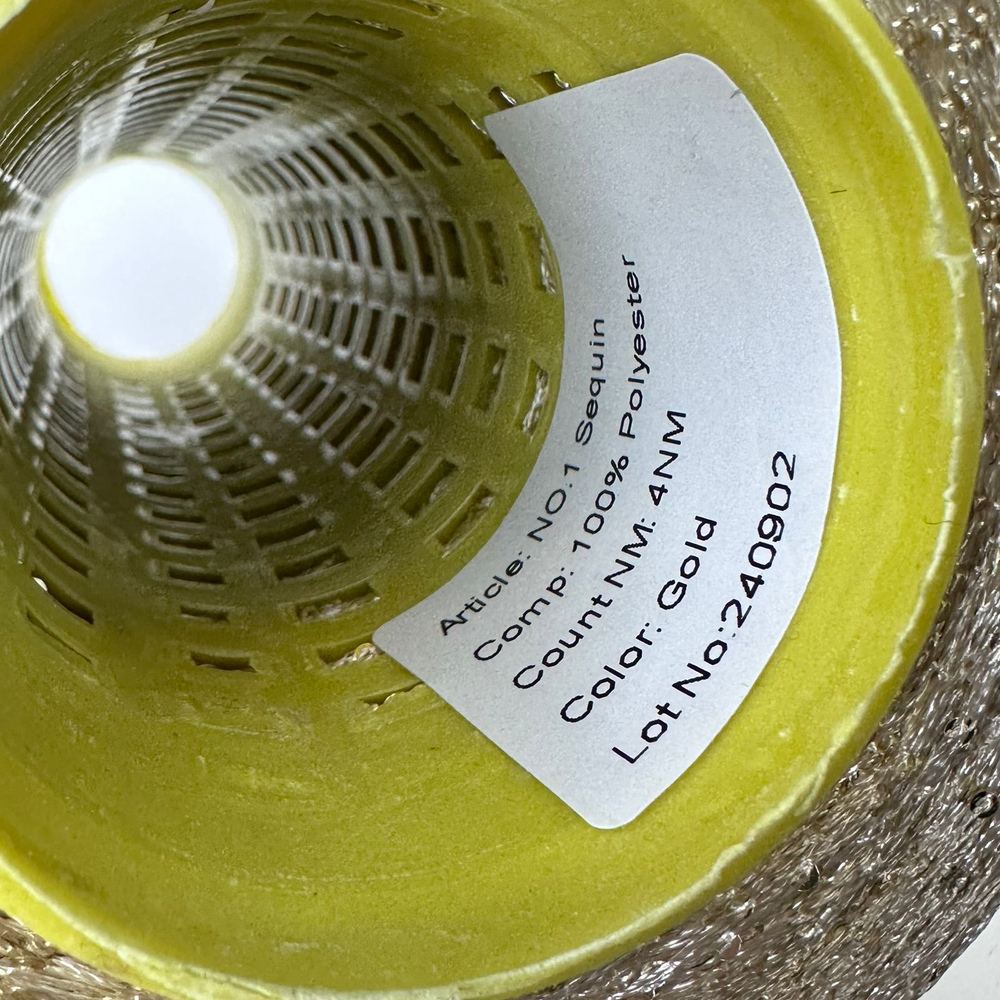 Article: NO.1 Sequin
Comp: 100% Polyester
Count NM: 4NM
Color: Gold
Lot No:240902